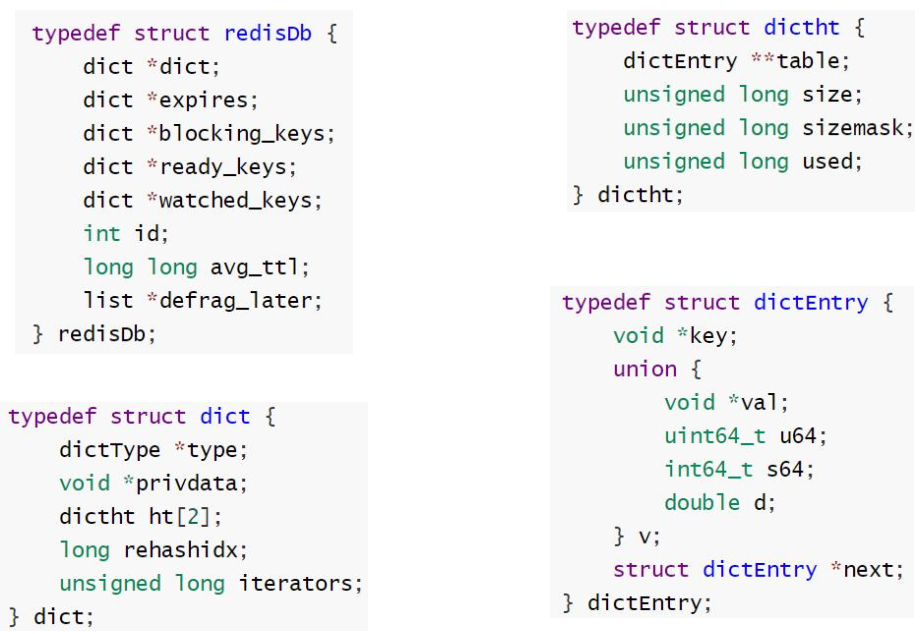 typedef struct redisDb {
    dict *dict;
    dict *expires;
    dict *blocking_keys;
    dict *ready_keys;
    dict *watched_keys;
    int id;
    long long avg_ttl;
    list *defrag_later;
} redisDb;
typedef struct dict {
    dictType *type;
    void *privdata;
    dictht ht[2];
    long rehashidx;
    unsigned long iterators;
} dict;
typedef struct dictht {
    dictEntry **table;
    unsigned long size;
    unsigned long sizemask;
    unsigned long used;
} dictht;
typedef struct dictEntry {
    void *key;
    union {
        void *val;
        uint64_t u64;
        int64_t s64;
        double d;
    } v;
    struct dictEntry *next;
} dictEntry;